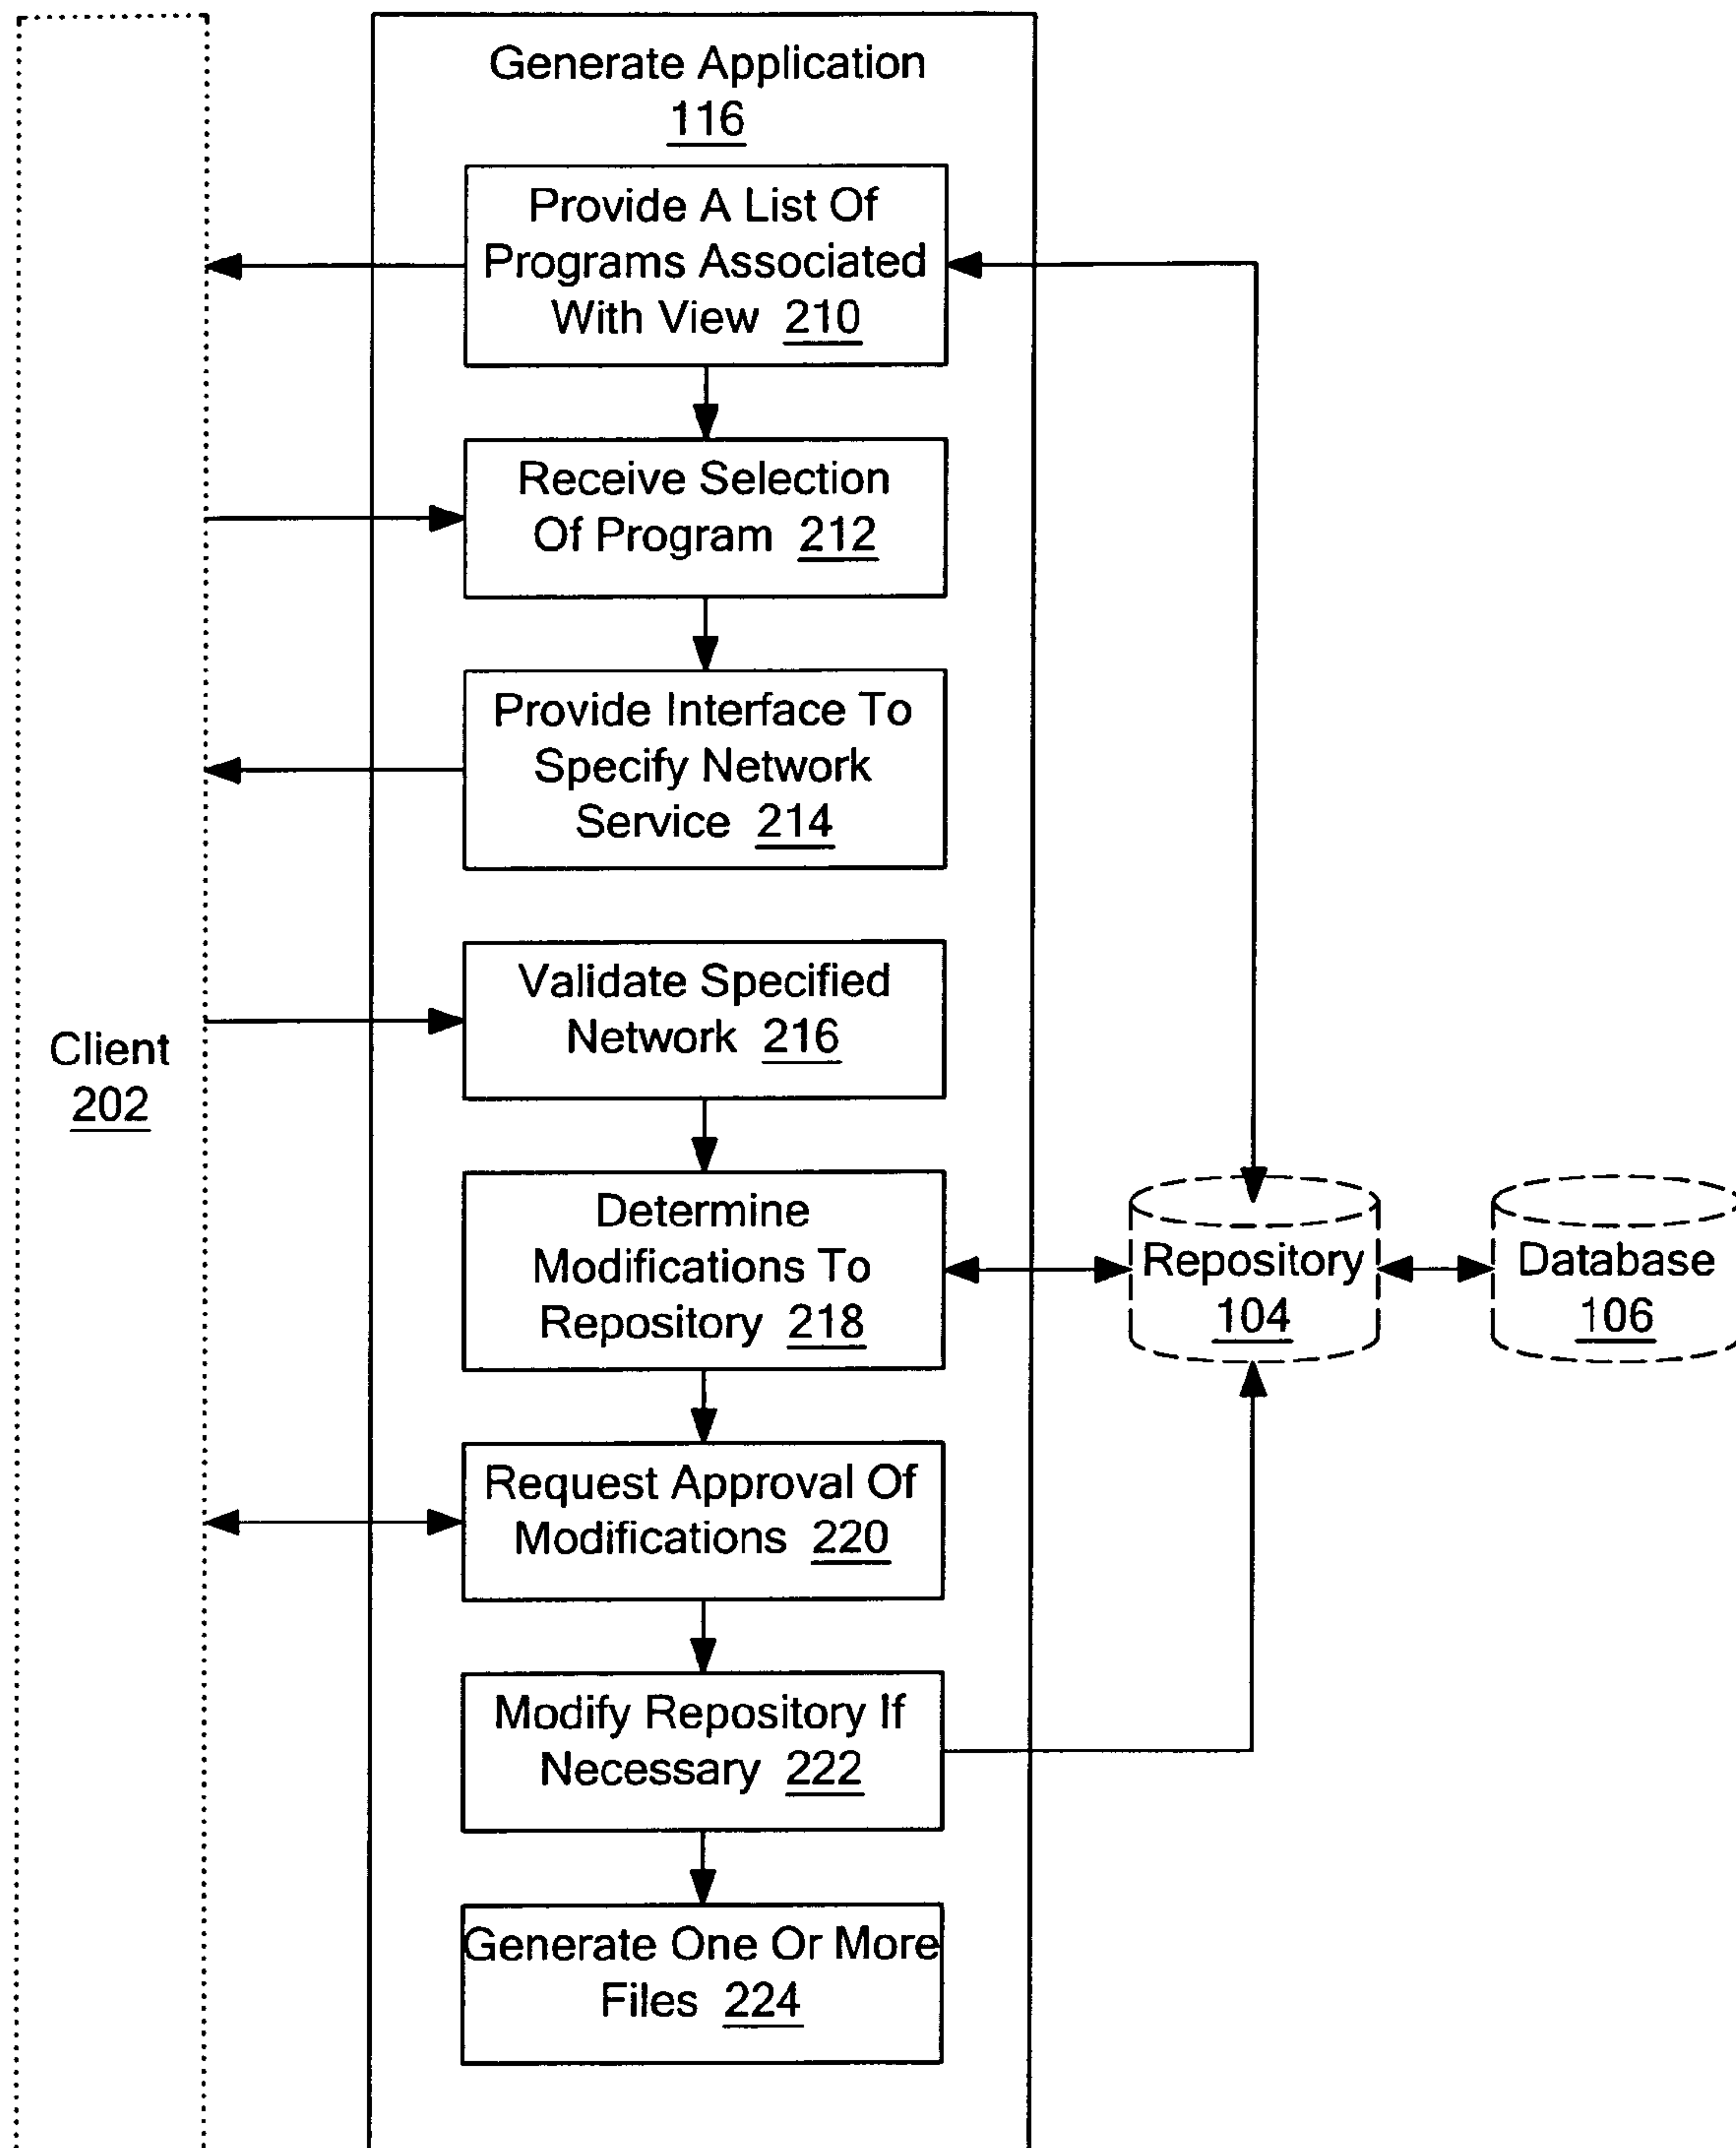 Generate Application
116
Provide A List Of
Programs Associated
With View 210
Receive Selection
Of Program 212
Provide Interface To
Specify Network
Service 214
Validate Specified
Network 216
Client
202
Determine
Modifications To
Repository 218
Repository
104
Database
106
Request Approval Of
Modifications 220
Modify Repository If
Necessary 222
Generate One Or More
Files 224